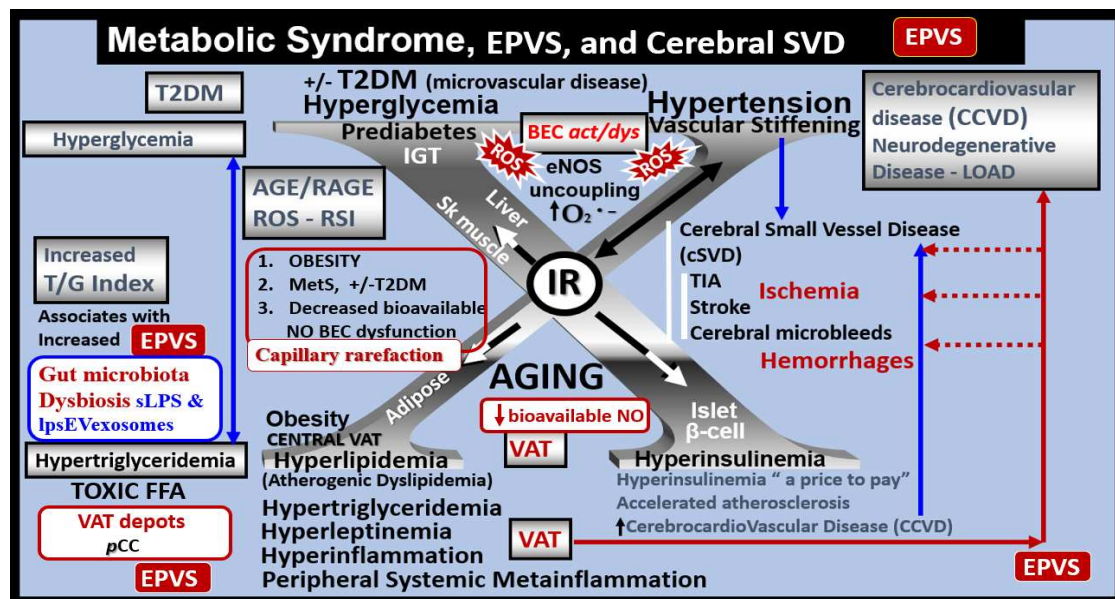 Metabolic Syndrome, EPVS, and Cerebral SVD
EPVS
T2DM
Hyperglycemia
AGE/RAGE
ROS - RSI
Increased
T/G Index
Associates with
Increased EPVS
Gut microbiota
Dysbiosis sLPS &
lpsEVexosomes
Hypertriglyceridemia
TOXIC FFA
VAT depots
pCC
EPVS
+/- T2DM (microvascular disease)
Hyperglycemia
Prediabetes
IGT
Liver
Sk muscle
ROS
BEC act/dys
ROS
eNOS
uncoupling
↑O₂˙⁻
Hypertension
Vascular Stiffening
1. OBESITY
2. MetS, +/-T2DM
3. Decreased bioavailable
NO BEC dysfunction
Capillary rarefaction
IR
AGING
↓ bioavailable NO
VAT
Adipose
Obesity
CENTRAL VAT
Hyperlipidemia
(Atherogenic Dyslipidemia)
Hypertriglyceridemia
Hyperleptinemia
Hyperinflammation
Peripheral Systemic Metainflammation
VAT
Islet
β-cell
Hyperinsulinemia
Hyperinsulinemia “ a price to pay”
Accelerated atherosclerosis
↑CerebrocardioVascular Disease (CCVD)
Cerebral Small Vessel Disease
(cSVD)
TIA
Stroke
Cerebral microbleeds
Ischemia
Hemorrhages
Cerebrocardiovasular
disease (CCVD)
Neurodegenerative
Disease - LOAD
EPVS